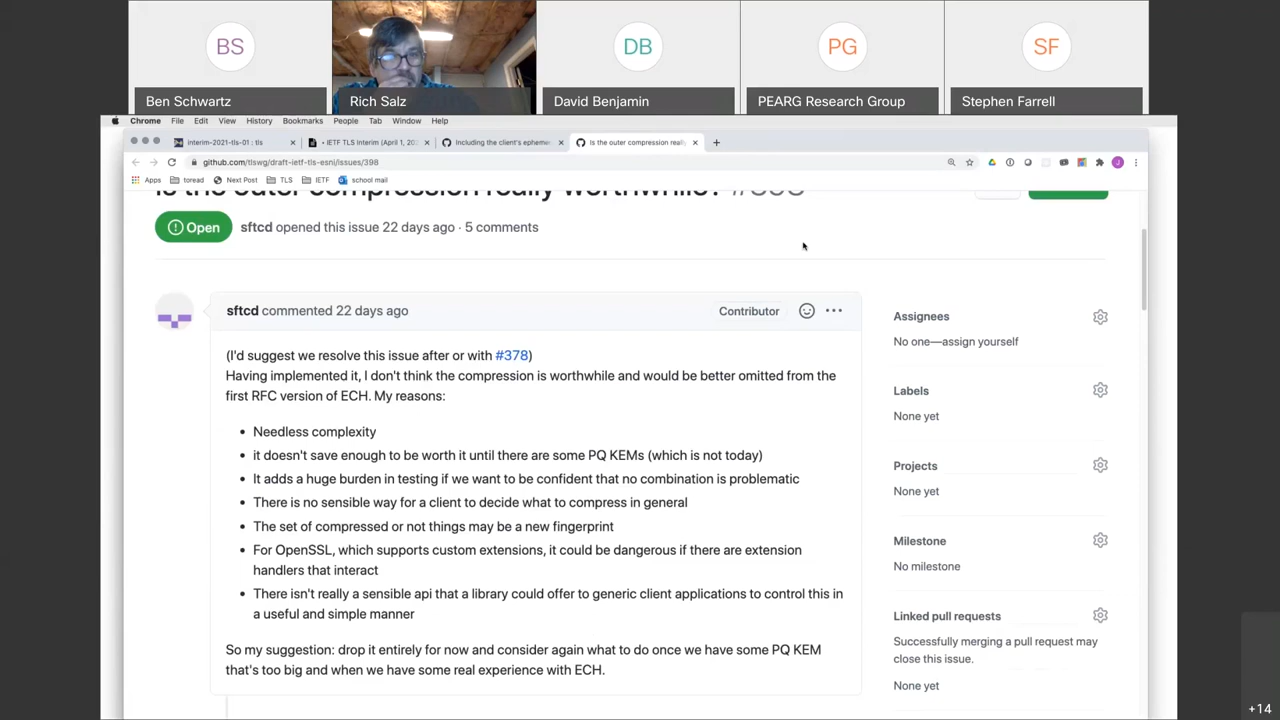 BS
DB
PG
SF
Ben Schwartz
Rich Salz
David Benjamin
PEARG Research Group
Stephen Farrell
Chrome File Edit View History Bookmarks People Tab Window Help
interim-2021-tls-01 : tls
• IETF TLS Interim (April 1, 202
Including the client's ephemer
Is the outer compression reall
github.com/tlswg/draft-ietf-tls-esni/issues/398
J
Apps toread Next Post TLS IETF school mail
Is the outer compression really worthwhile? #398
Open
sftcd opened this issue 22 days ago · 5 comments
sftcd commented 22 days ago
Contributor
(I'd suggest we resolve this issue after or with #378)
Having implemented it, I don't think the compression is worthwhile and would be better omitted from the
first RFC version of ECH. My reasons:
• Needless complexity
• it doesn't save enough to be worth it until there are some PQ KEMs (which is not today)
• It adds a huge burden in testing if we want to be confident that no combination is problematic
• There is no sensible way for a client to decide what to compress in general
• The set of compressed or not things may be a new fingerprint
• For OpenSSL, which supports custom extensions, it could be dangerous if there are extension
handlers that interact
• There isn't really a sensible api that a library could offer to generic client applications to control this in
a useful and simple manner
So my suggestion: drop it entirely for now and consider again what to do once we have some PQ KEM
that's too big and when we have some real experience with ECH.
Assignees
No one—assign yourself
Labels
None yet
Projects
None yet
Milestone
No milestone
Linked pull requests
Successfully merging a pull request may
close this issue.
None yet
+14